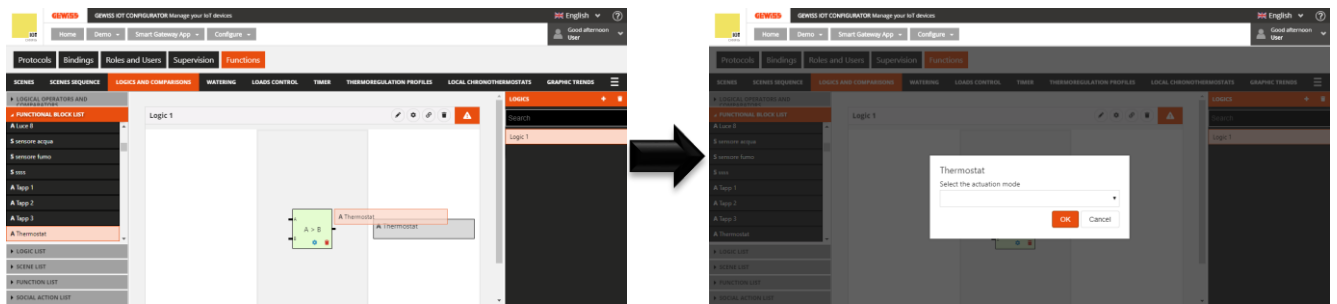 GEWISS GEWISS IOT CONFIGURATOR Manage your IoT devices English
IOT Home Demo Smart Gateway App Configure Good afternoon
User
Protocols Bindings Roles and Users Supervision Functions
SCENES SCENES SEQUENCE LOGICS AND COMPARISONS WATERING LOADS CONTROL TIMER THERMOREGULATION PROFILES LOCAL CHRONOTHERMOSTATS GRAPHIC TRENDS
LOGICAL OPERATORS AND
COMPARATORS
LOGICS
FUNCTIONAL BLOCK LIST
Logic 1
Search
A Luce 8
S sensore acqua
Logic 1
S sensore fumo
S sss
A Tapp 1
A Tapp 2
A Tapp 3
A Thermostat
A
A > B
B
A Thermostat
A Thermostat
LOGIC LIST
SCENE LIST
FUNCTION LIST
SOCIAL ACTION LIST
GEWISS GEWISS IOT CONFIGURATOR Manage your IoT devices English
IOT Home Demo Smart Gateway App Configure Good afternoon
User
Protocols Bindings Roles and Users Supervision Functions
SCENES SCENES SEQUENCE LOGICS AND COMPARISONS WATERING LOADS CONTROL TIMER THERMOREGULATION PROFILES LOCAL CHRONOTHERMOSTATS GRAPHIC TRENDS
LOGICAL OPERATORS AND
COMPARATORS
LOGICS
FUNCTIONAL BLOCK LIST
Logic 1
Search
A Luce 8
S sensore acqua
Logic 1
S sensore fumo
S sss
A Tapp 1
A Tapp 2
A Tapp 3
A Thermostat
Thermostat
Select the actuation mode
OK Cancel
LOGIC LIST
SCENE LIST
FUNCTION LIST
SOCIAL ACTION LIST